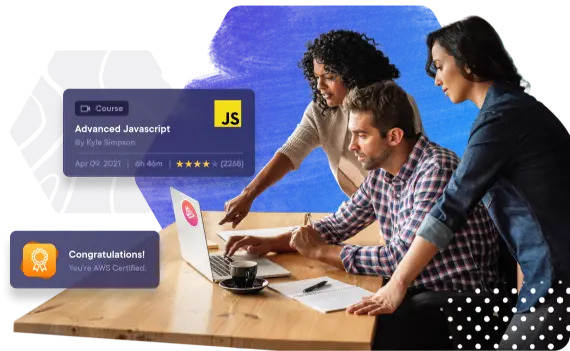 Course
JS
Advanced Javascript
By Kyle Simpson
Apr 09, 2021 | 6h 46m | ★★★★★ (2268)
Congratulations!
You're AWS Certified.